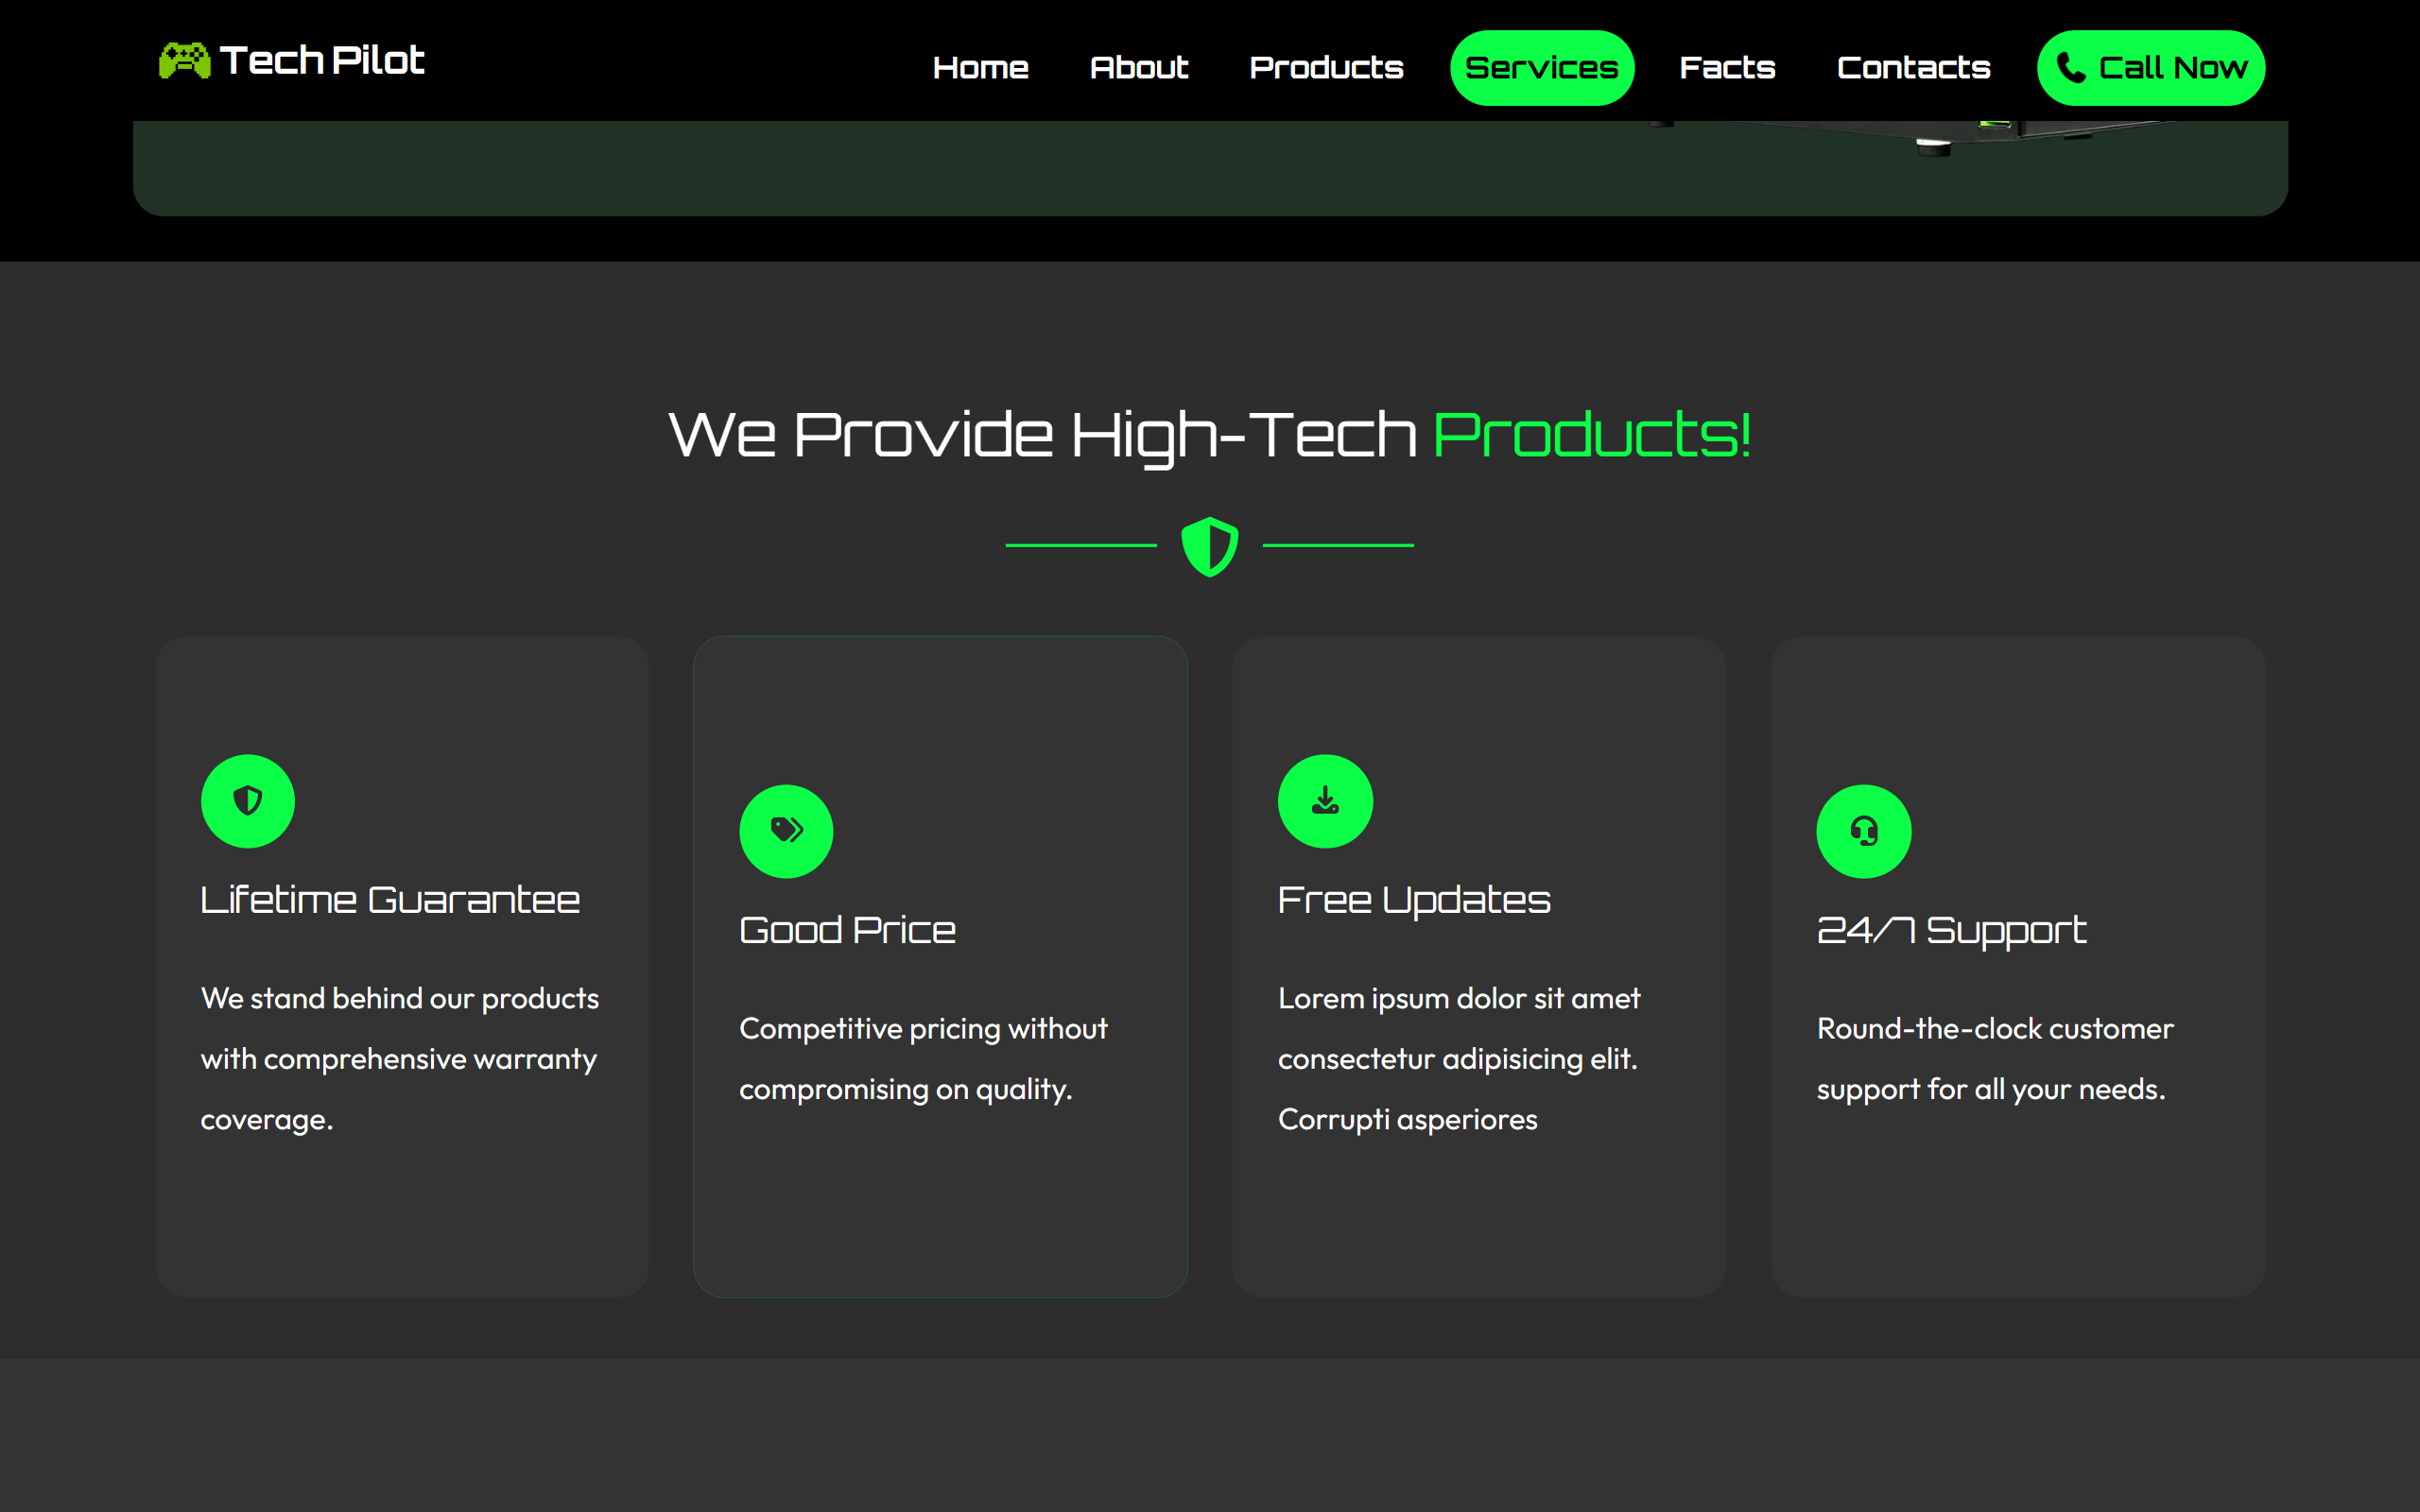 Tech Pilot
Home About Products Services Facts Contacts Call Now
We Provide High-Tech Products!
Lifetime Guarantee
We stand behind our products
with comprehensive warranty
coverage.
Good Price
Competitive pricing without
compromising on quality.
Free Updates
Lorem ipsum dolor sit amet
consectetur adipisicing elit.
Corrupti asperiores
24/7 Support
Round-the-clock customer
support for all your needs.